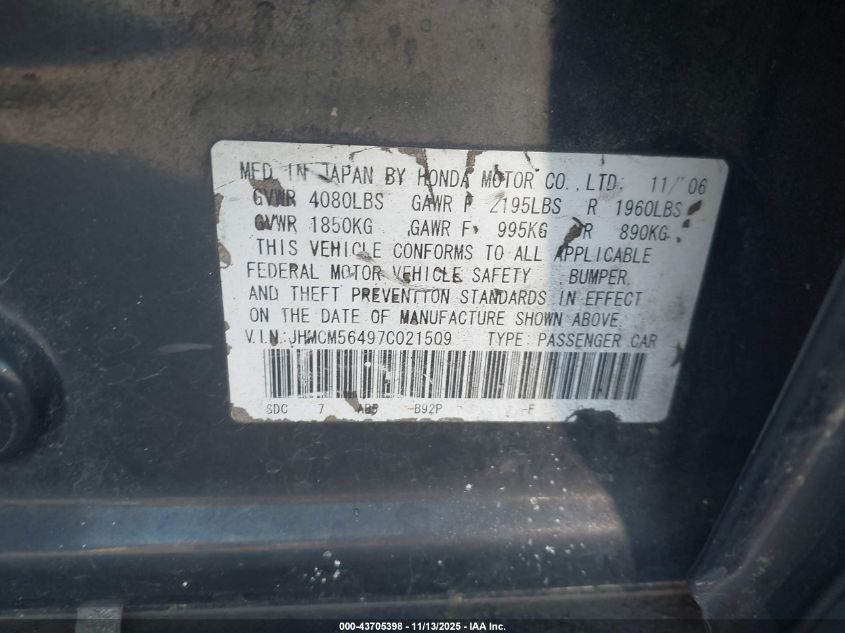 MFD IN JAPAN BY HONDA MOTOR CO., LTD. 11/'06
GVWR 4080LBS GAWR F 2195LBS R 1960LBS
GVWR 1850KG GAWR F 995KG R 890KG
THIS VEHICLE CONFORMS TO ALL APPLICABLE
FEDERAL MOTOR VEHICLE SAFETY, BUMPER,
AND THEFT PREVENTION STANDARDS IN EFFECT
ON THE DATE OF MANUFACTURE SHOWN ABOVE.
V.I.N.: JHMCM56497C021509 TYPE: PASSENGER CAR
SDC 7 -B92P -F
000-43705398 - 11/13/2025 - IAA Inc.